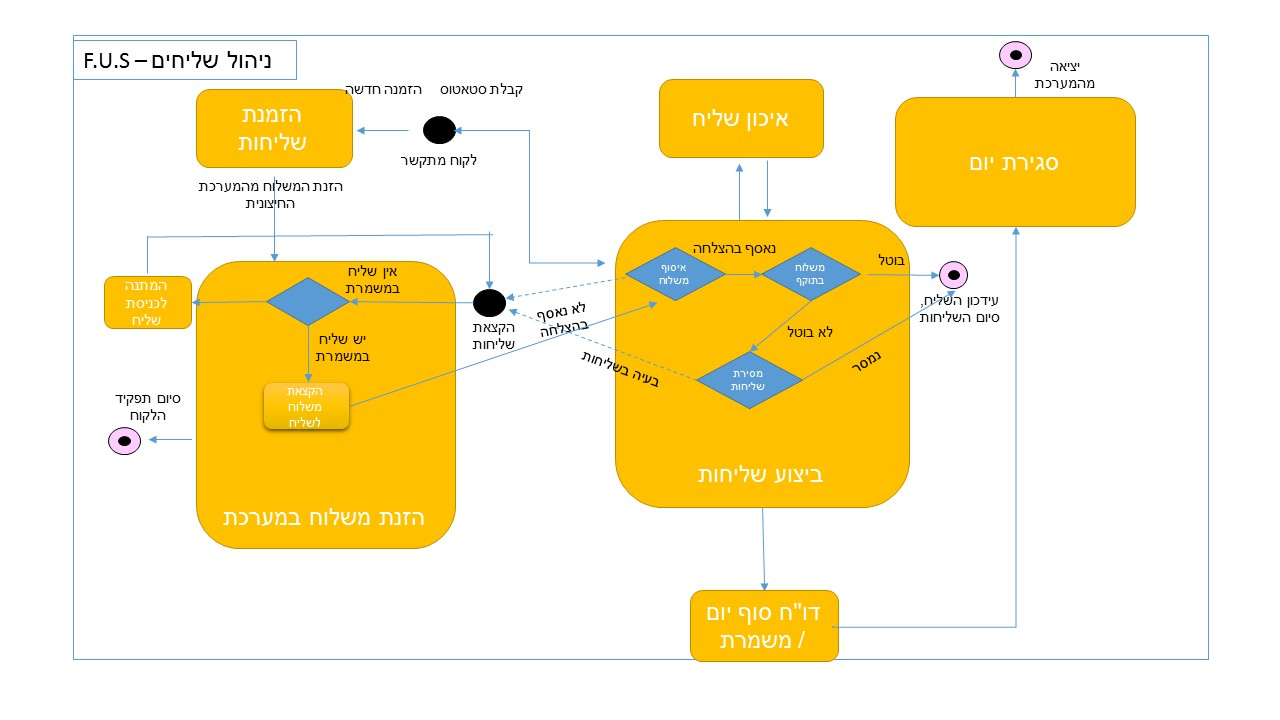 ניהול שליחים – F.U.S
הזמנת
שליחות
הזמנה חדשה
קבלת סטאטוס
לקוח מתקשר
הזנת המשלוח מהמערכת
החיצונית
איכון שליח
יציאה
מהמערכת
סגירת יום
המתנה
לכניסת
שליח
אין שליח
במשמרת
יש שליח
במשמרת
הקצאת
משלוח
לשליח
הזנת משלוח במערכת
סיום תפקיד
הלקוח
הקצאת
שליחות
לא נאסף
בהצלחה
בעיה בשליחות
נאסף בהצלחה
איסוף
משלוח
משלוח
בתוקף
בוטל
לא בוטל
מסירת
שליחות
נמסר
עידכון השליח,
סיום השליחות
ביצוע שליחות
דו"ח סוף יום
/ משמרת